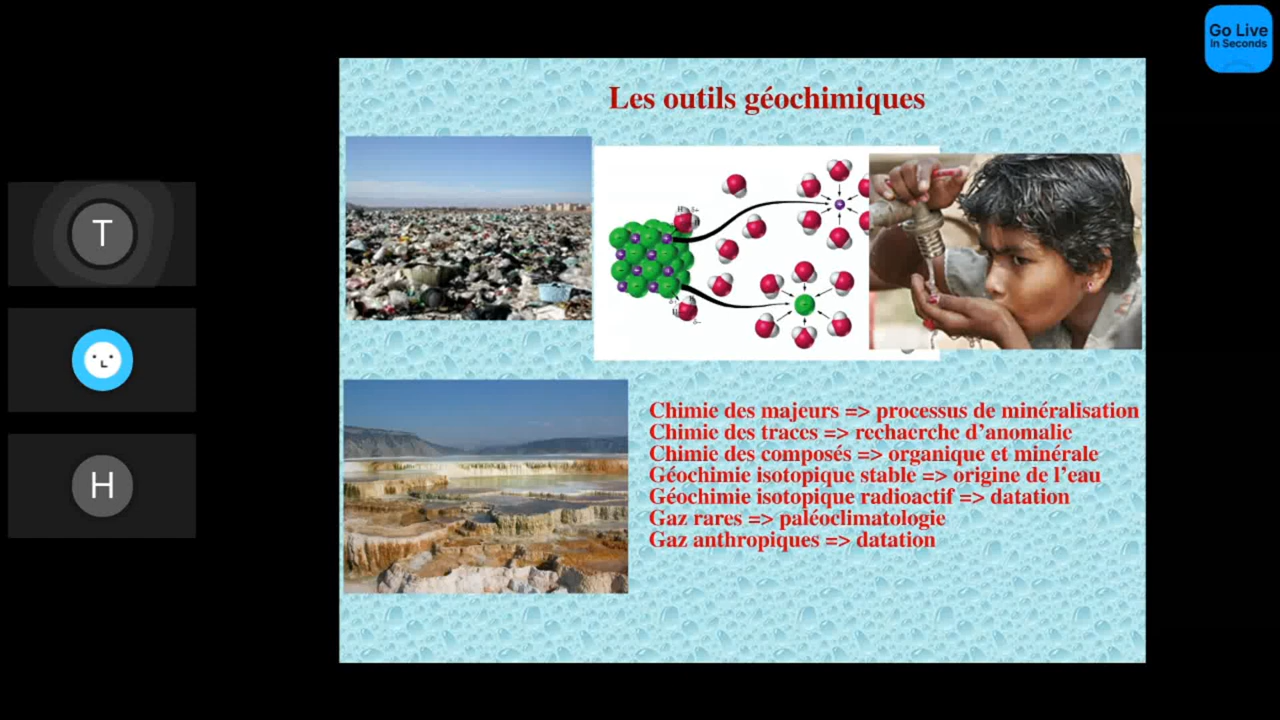 Go Live
In Seconds
Les outils géochimiques
T
H
Chimie des majeurs => processus de minéralisation
Chimie des traces => rechaerche d'anomalie
Chimie des composés => organique et minérale
Géochimie isotopique stable => origine de l'eau
Géochimie isotopique radioactif => datation
Gaz rares => paléoclimatologie
Gaz anthropiques => datation